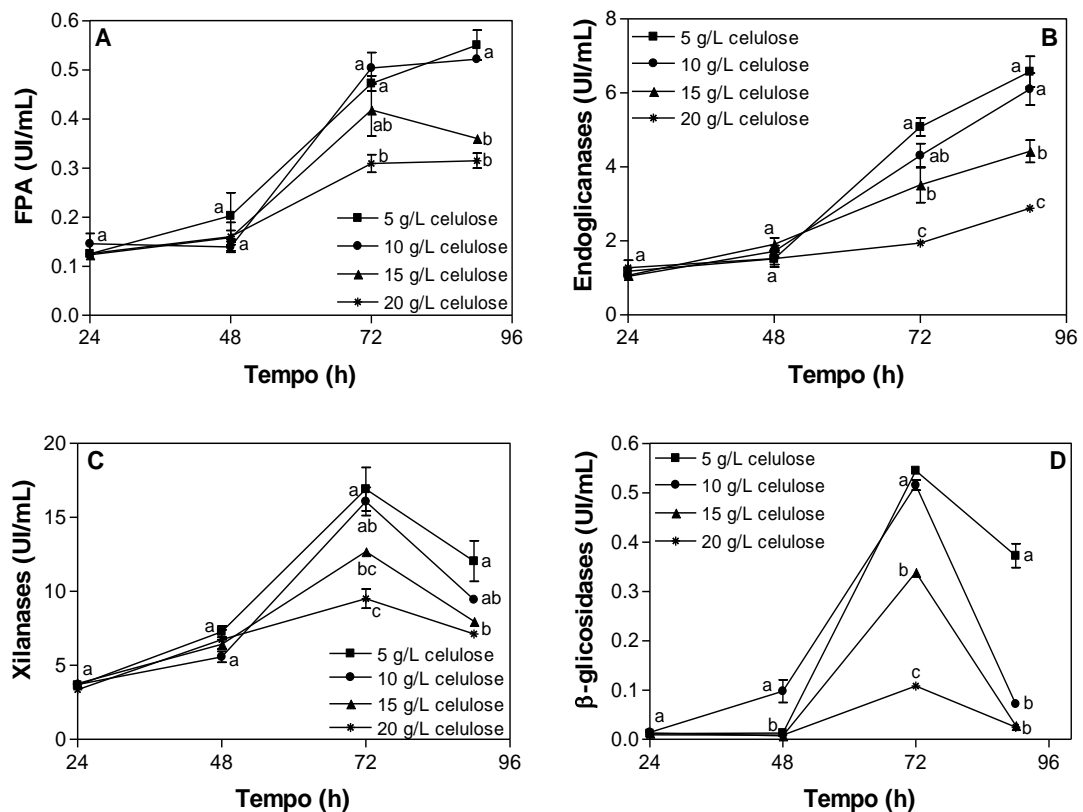 A
FPA (UI/mL)
0.6
0.5
0.4
0.3
0.2
0.1
0.0
a
a
a
a
a
ab
b
a
b
b
5 g/L celulose
10 g/L celulose
15 g/L celulose
20 g/L celulose
24
48
72
96
Tempo (h)
B
Endoglicanases (UI/mL)
8
6
4
2
0
5 g/L celulose
10 g/L celulose
15 g/L celulose
20 g/L celulose
a
a
a
a
ab
b
c
a
a
b
c
24
48
72
96
Tempo (h)
C
Xilanases (UI/mL)
20
15
10
5
0
a
a
a
a
ab
bc
c
a
ab
b
5 g/L celulose
10 g/L celulose
15 g/L celulose
20 g/L celulose
24
48
72
96
Tempo (h)
D
β-glicosidases (UI/mL)
0.6
0.5
0.4
0.3
0.2
0.1
0.0
5 g/L celulose
10 g/L celulose
15 g/L celulose
20 g/L celulose
a
a
b
a
b
c
a
b
b
24
48
72
96
Tempo (h)